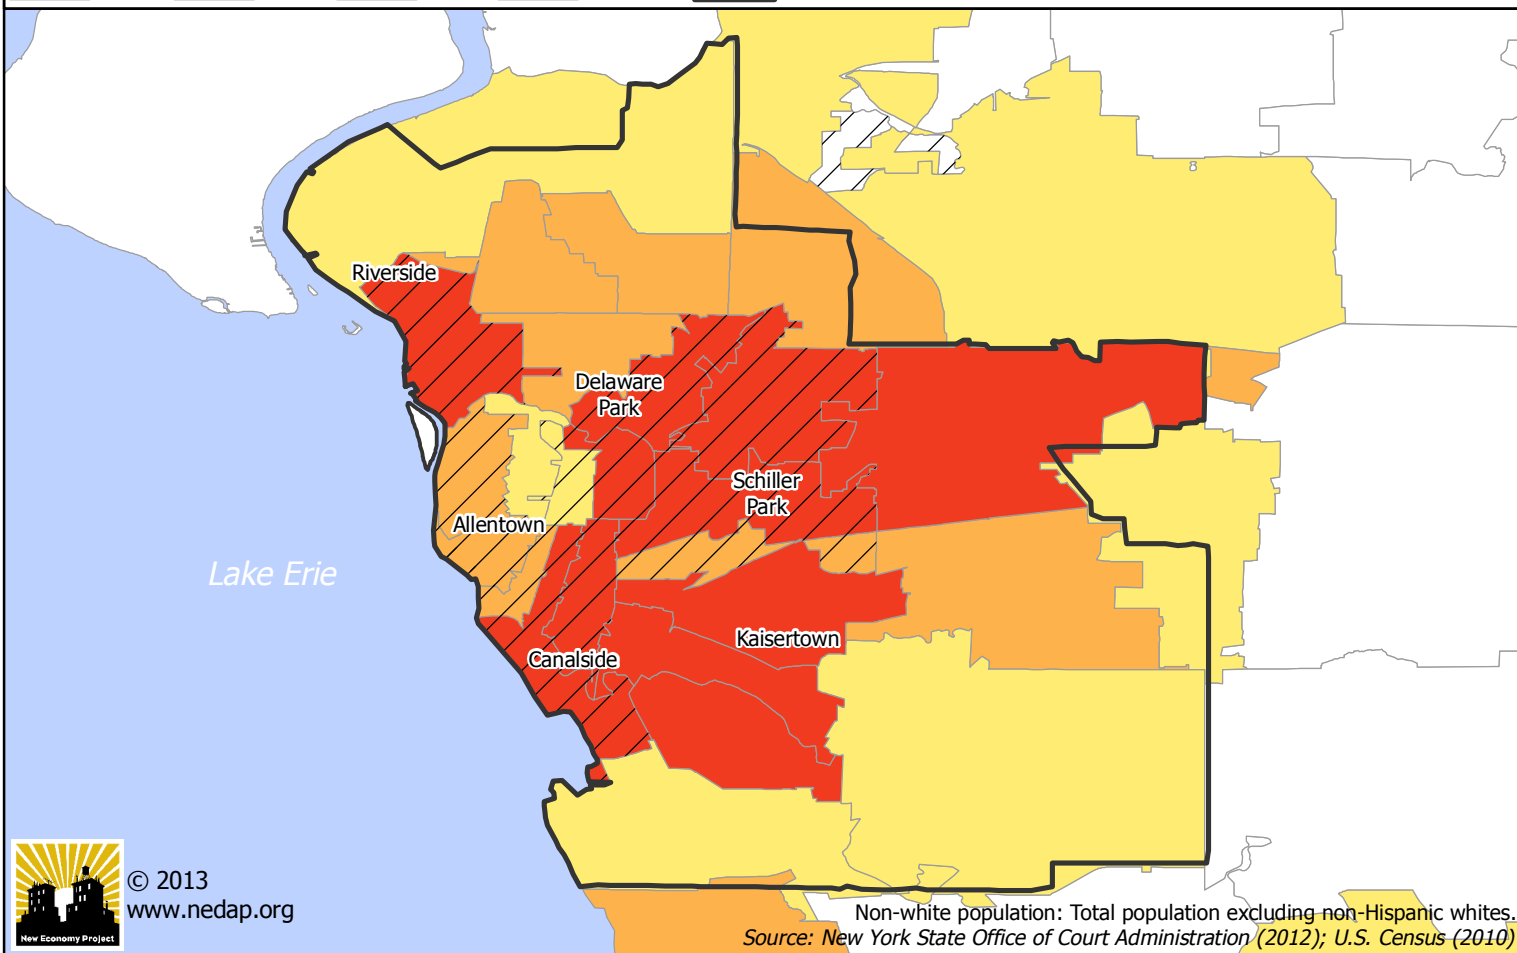 Riverside
Delaware
Park
Schiller
Park
Allentown
Lake Erie
Kaisertown
Canalside
New Economy Project
© 2013
www.nedap.org
Non-white population: Total population excluding non-Hispanic whites.
Source: New York State Office of Court Administration (2012); U.S. Census (2010)